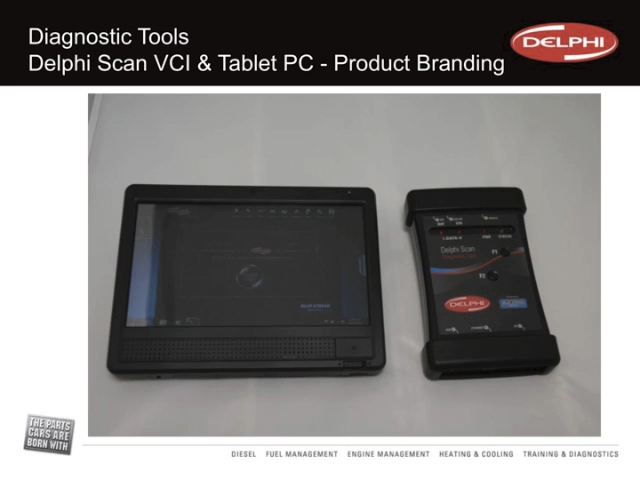 Diagnostic Tools
Delphi Scan VCI & Tablet PC - Product Branding
DELPHI
Delphi Scan
F1
F2
DELPHI
THE PARTS
CARS ARE
BORN WITH
DIESEL FUEL MANAGEMENT ENGINE MANAGEMENT HEATING & COOLING TRAINING & DIAGNOSTICS